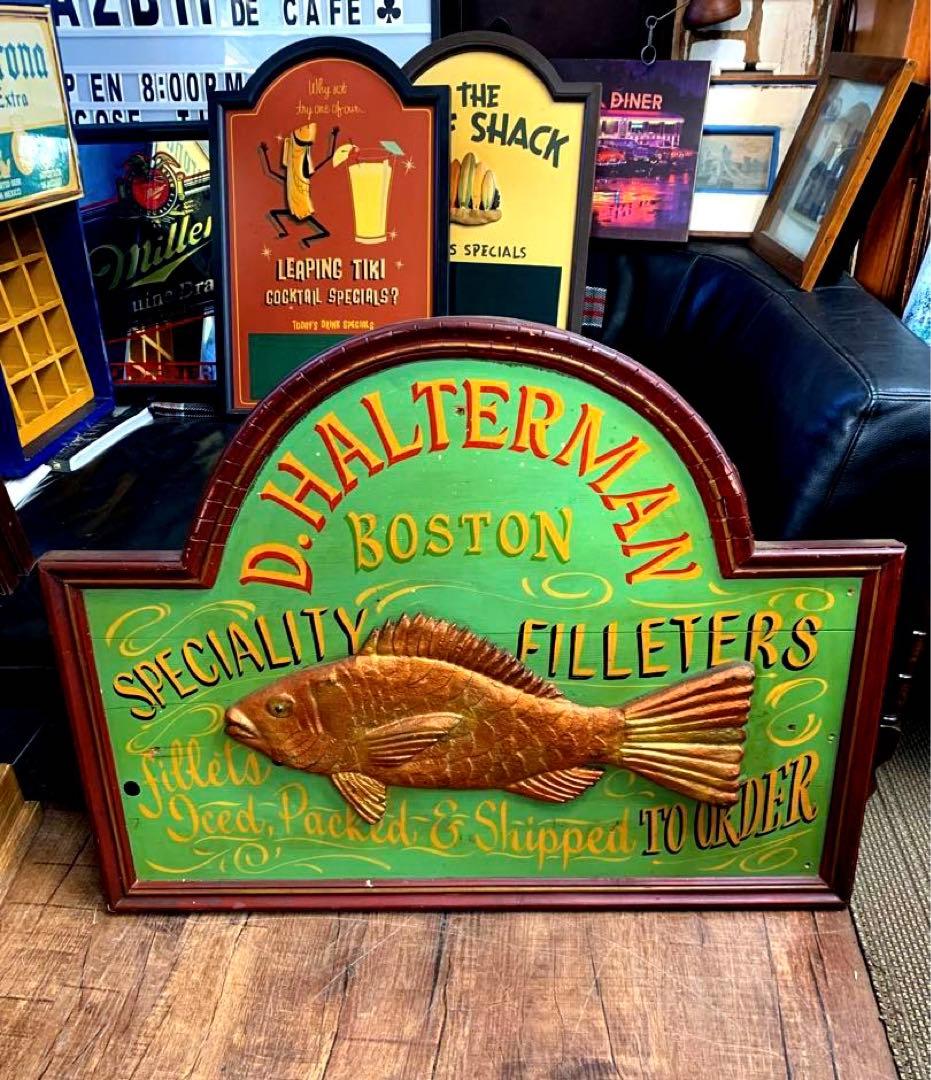 DE CAFE ♣
PEN 8:00PM
Extra
Miller
Why not
try one of our...
LEAPING TIKI
COCKTAIL SPECIALS?
TODAY'S DRINK SPECIALS
THE
SHACK
SPECIALS
DINER
D. HALTERMAN
BOSTON
SPECIALITY FILLETERS
Fillets
Iced, Packed & Shipped TO ORDER